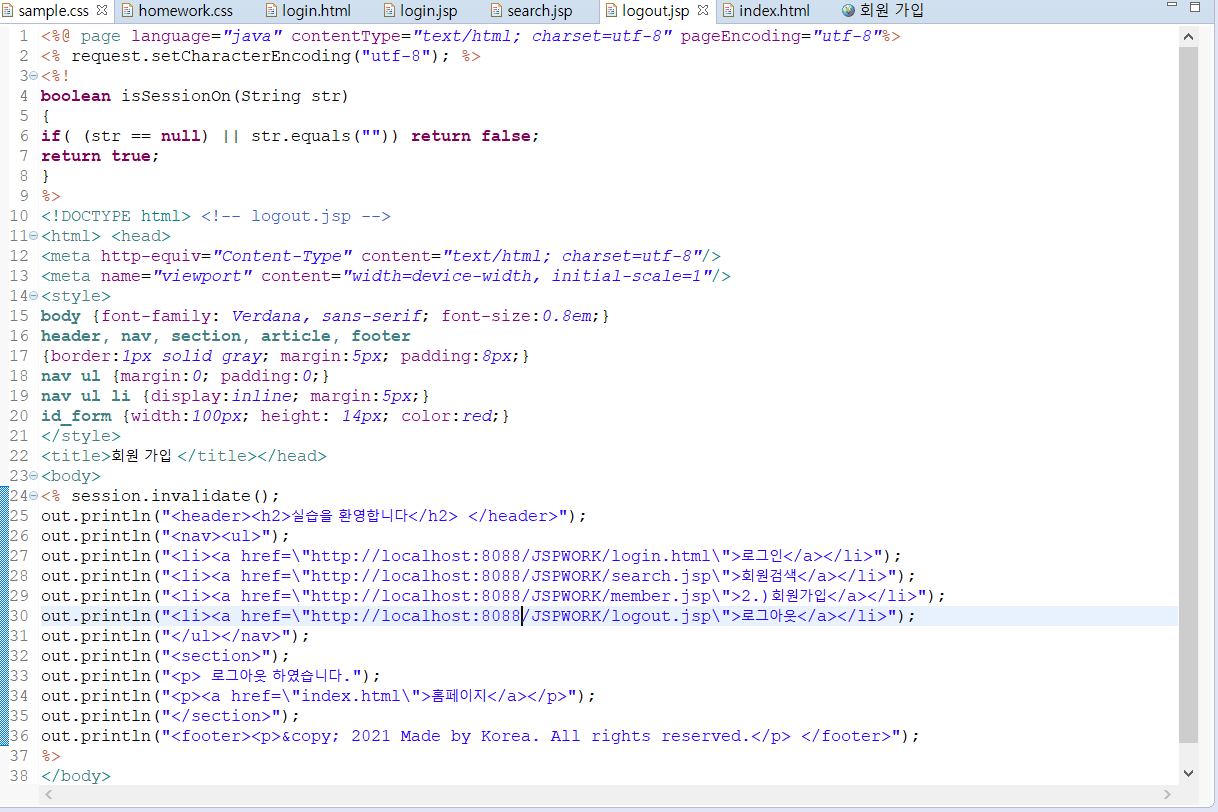 sample.css homework.css login.html login.jsp search.jsp logout.jsp index.html 회원 가입
1 <%@ page language="java" contentType="text/html; charset=utf-8" pageEncoding="utf-8"%>
2 <% request.setCharacterEncoding("utf-8"); %>
3 <%!
4 boolean isSessionOn(String str)
5 {
6 if( (str == null) || str.equals("")) return false;
7 return true;
8 }
9 %>
10 <!DOCTYPE html> <!-- logout.jsp -->
11 <html> <head>
12 <meta http-equiv="Content-Type" content="text/html; charset=utf-8"/>
13 <meta name="viewport" content="width=device-width, initial-scale=1"/>
14 <style>
15 body {font-family: Verdana, sans-serif; font-size:0.8em;}
16 header, nav, section, article, footer
17 {border:1px solid gray; margin:5px; padding:8px;}
18 nav ul {margin:0; padding:0;}
19 nav ul li {display:inline; margin:5px;}
20 id_form {width:100px; height: 14px; color:red;}
21 </style>
22 <title>회원 가입 </title></head>
23 <body>
24 <% session.invalidate();
25 out.println("<header><h2>실습을 환영합니다</h2> </header>");
26 out.println("<nav><ul>");
27 out.println("<li><a href=\"http://localhost:8088/JSPWORK/login.html\">로그인</a></li>");
28 out.println("<li><a href=\"http://localhost:8088/JSPWORK/search.jsp\">회원검색</a></li>");
29 out.println("<li><a href=\"http://localhost:8088/JSPWORK/member.jsp\">2.)회원가입</a></li>");
30 out.println("<li><a href=\"http://localhost:8088/JSPWORK/logout.jsp\">로그아웃</a></li>");
31 out.println("</ul></nav>");
32 out.println("<section>");
33 out.println("<p> 로그아웃 하였습니다.");
34 out.println("<p><a href=\"index.html\">홈페이지</a></p>");
35 out.println("</section>");
36 out.println("<footer><p>&copy; 2021 Made by Korea. All rights reserved.</p> </footer>");
37 %>
38 </body>